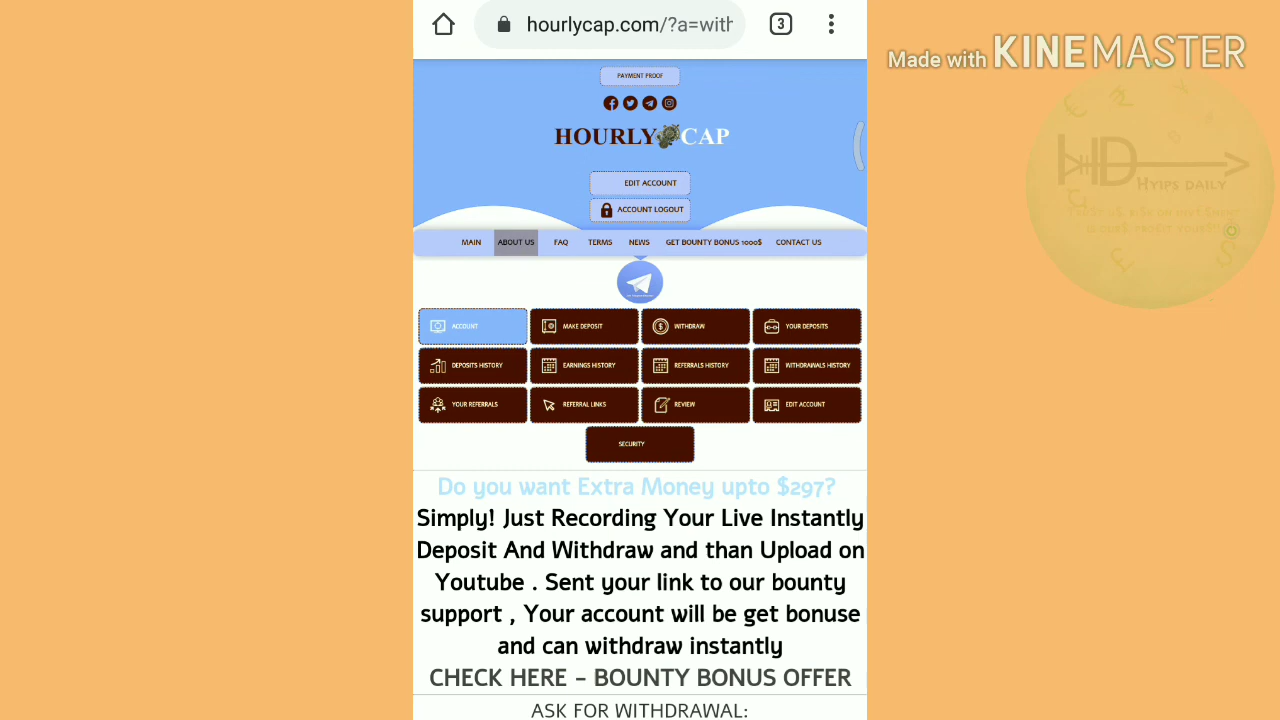 hourlycap.com/?a=with
3
Made with KINEMASTER
PAYMENT PROOF
HOURLY CAP
HD
HYIPS DAILY
EDIT ACCOUNT
ACCOUNT LOGOUT
MAIN ABOUT US FAQ TERMS NEWS GET BOUNTY BONUS 1000$ CONTACT US
ACCOUNT MAKE DEPOSIT WITHDRAW YOUR DEPOSITS
DEPOSITS HISTORY EARNINGS HISTORY REFERRALS HISTORY WITHDRAWALS HISTORY
YOUR REFERRALS REFERRAL LINKS REVIEW EDIT ACCOUNT
SECURITY
Do you want Extra Money upto $297?
Simply! Just Recording Your Live Instantly
Deposit And Withdraw and than Upload on
Youtube . Sent your link to our bounty
support , Your account will be get bonuse
and can withdraw instantly
CHECK HERE - BOUNTY BONUS OFFER
ASK FOR WITHDRAWAL: